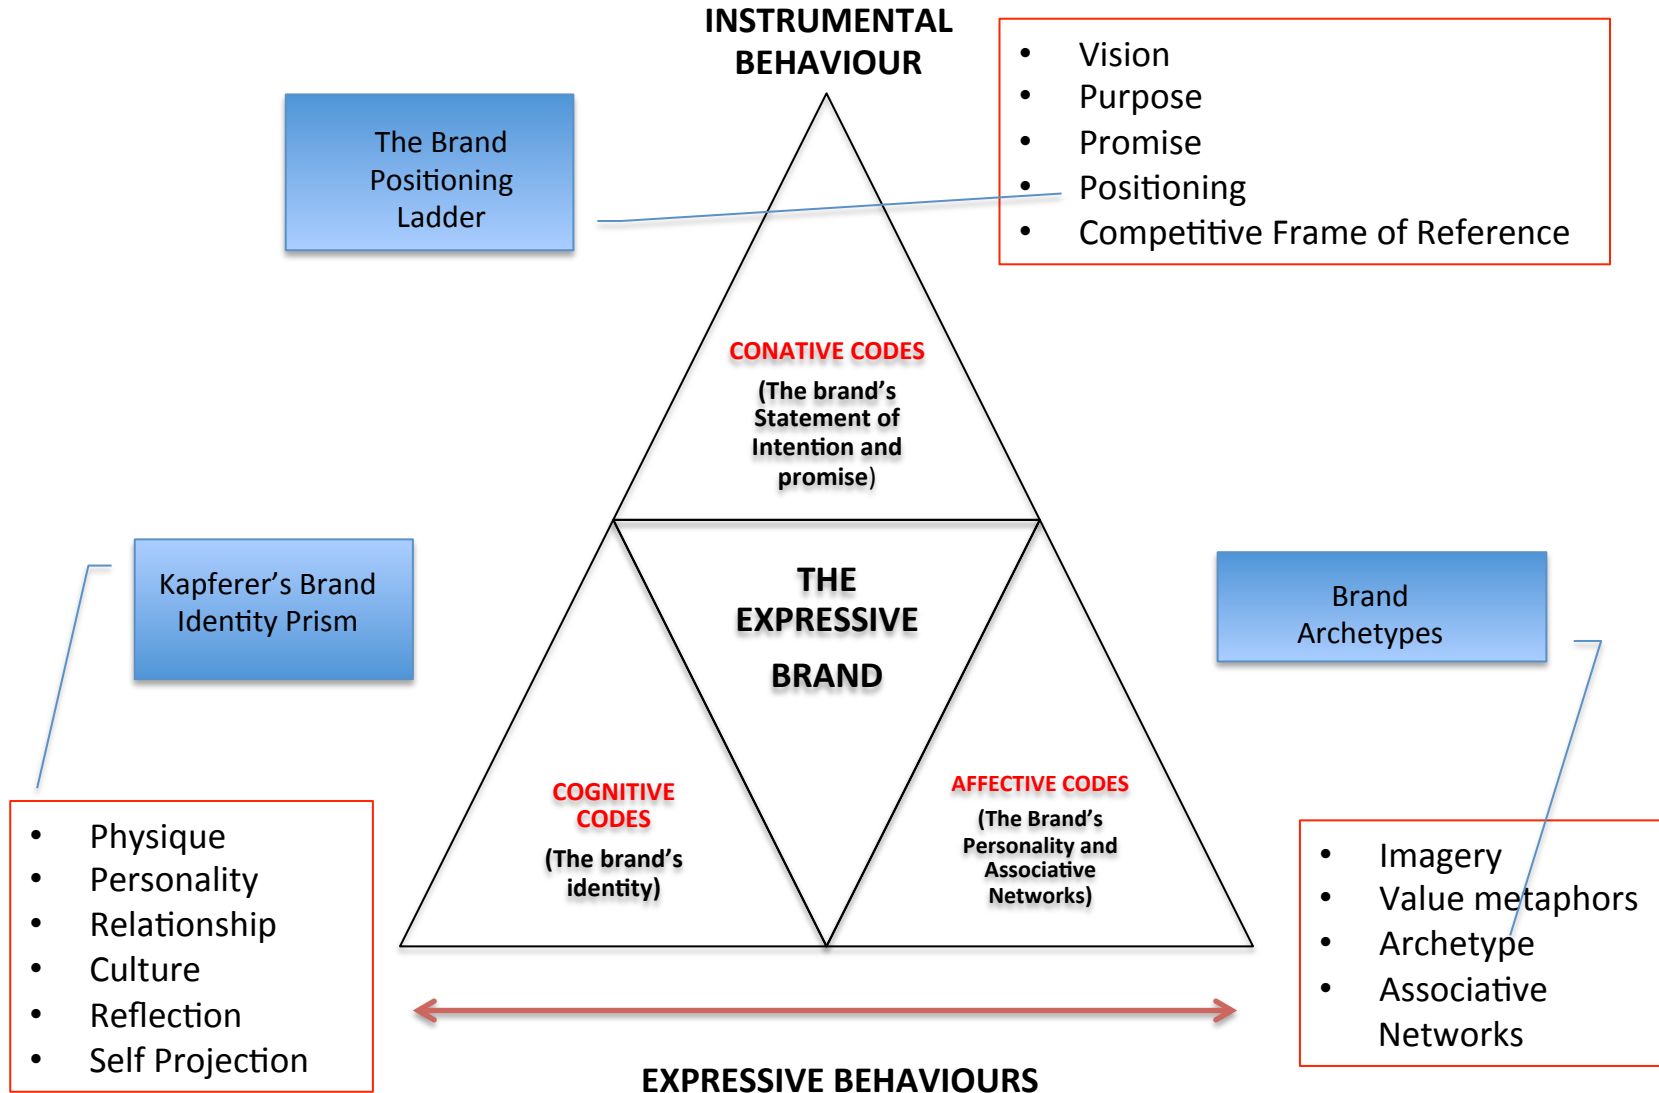 INSTRUMENTAL
BEHAVIOUR
• Vision
• Purpose
• Promise
• Positioning
• Competitive Frame of Reference
The Brand
Positioning
Ladder
CONATIVE CODES
(The brand’s
Statement of
Intention and
promise)
Kapferer’s Brand
Identity Prism
THE
EXPRESSIVE
BRAND
Brand
Archetypes
COGNITIVE
CODES
(The brand’s
identity)
AFFECTIVE CODES
(The Brand’s
Personality and
Associative
Networks)
• Physique
• Personality
• Relationship
• Culture
• Reflection
• Self Projection
• Imagery
• Value metaphors
• Archetype
• Associative
Networks
EXPRESSIVE BEHAVIOURS